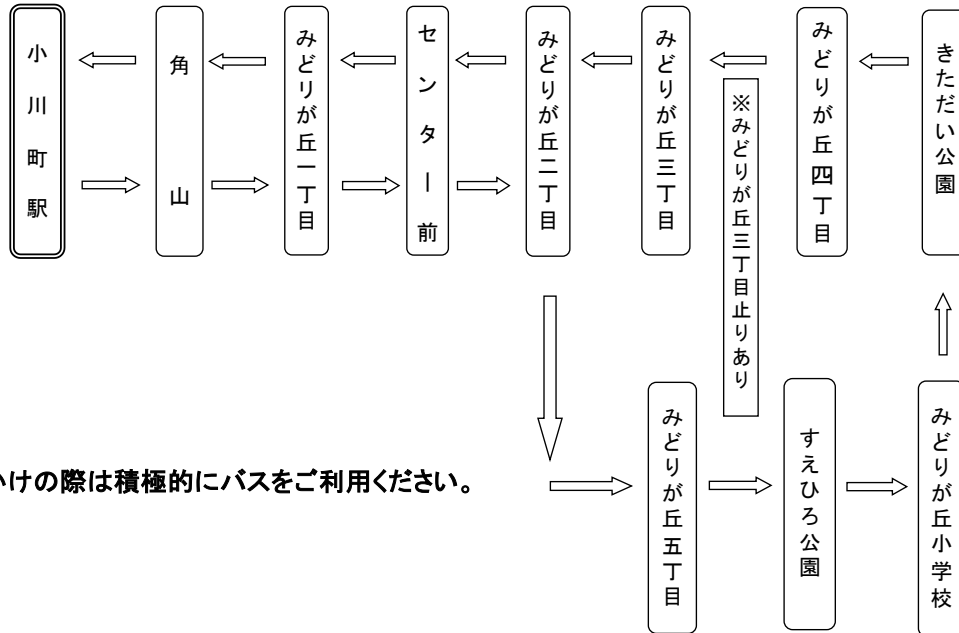 小川町駅
角山
みどりが丘一丁目
センター前
みどりが丘二丁目
みどりが丘三丁目
※みどりが丘三丁目止りあり
みどりが丘四丁目
きただい公園
みどりが丘五丁目
すえひろ公園
みどりが丘小学校
いけの際は積極的にバスをご利用ください。